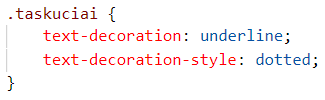 .taskuciai {
    text-decoration: underline;
    text-decoration-style: dotted;
}